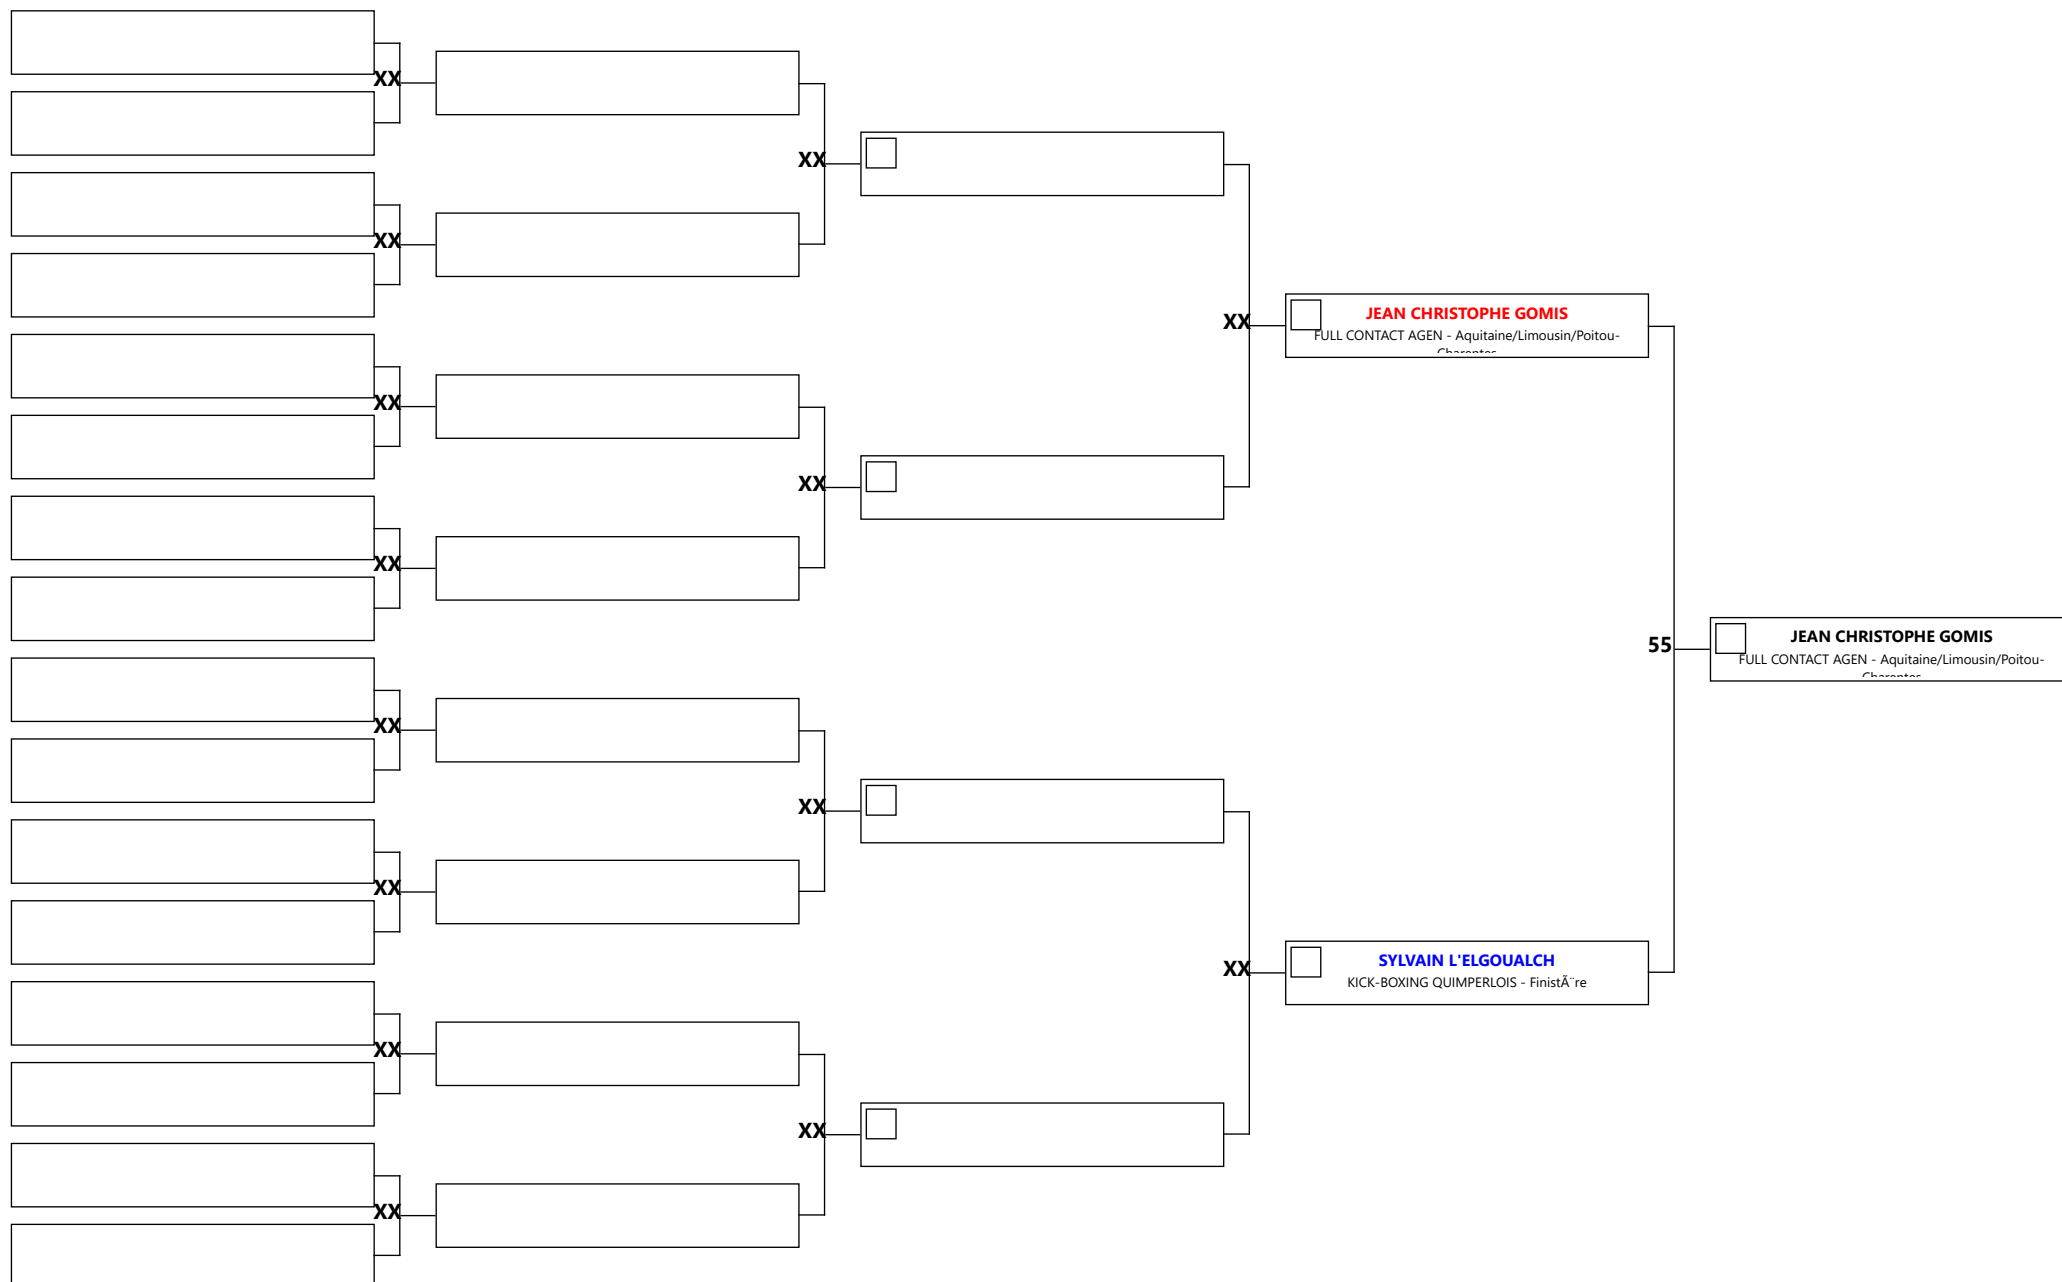 XX
XX
XX
XX
XX
XX
XX
XX
XX
XX
XX
XX
XX
JEAN CHRISTOPHE GOMIS
FULL CONTACT AGEN - Aquitaine/Limousin/Poitou-
Charentes
XX
SYLVAIN L'ELGOUALCH
KICK-BOXING QUIMPERLOIS - FinistÃ¨re
55
JEAN CHRISTOPHE GOMIS
FULL CONTACT AGEN - Aquitaine/Limousin/Poitou-
Charentes